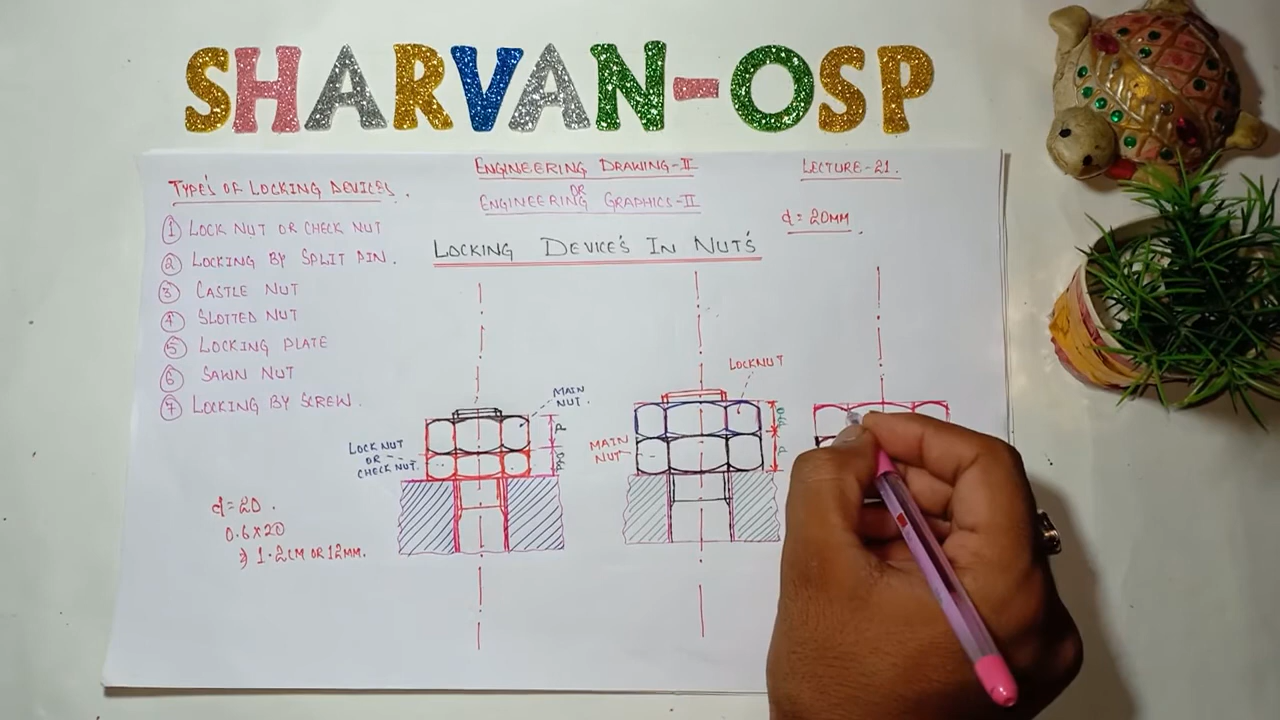 SHARVAN-OSP
ENGINEERING DRAWING-II
OR
ENGINEERING GRAPHICS-II
LECTURE-21.
d = 20MM.
LOCKING DEVICE'S IN NUT'S
TYPE'S OF LOCKING DEVICES.
1 LOCK NUT OR CHECK NUT
2 LOCKING BY SPLIT PIN.
3 CASTLE NUT
4 SLOTTED NUT
5 LOCKING PLATE
6 SAWN NUT
7 LOCKING BY SCREW.
MAIN
NUT.
d
LOCK NUT
OR
CHECK NUT.
LOCKNUT
MAIN
NUT
d
d = 20.
0.6×20
⇒ 1.2CM OR 12MM.